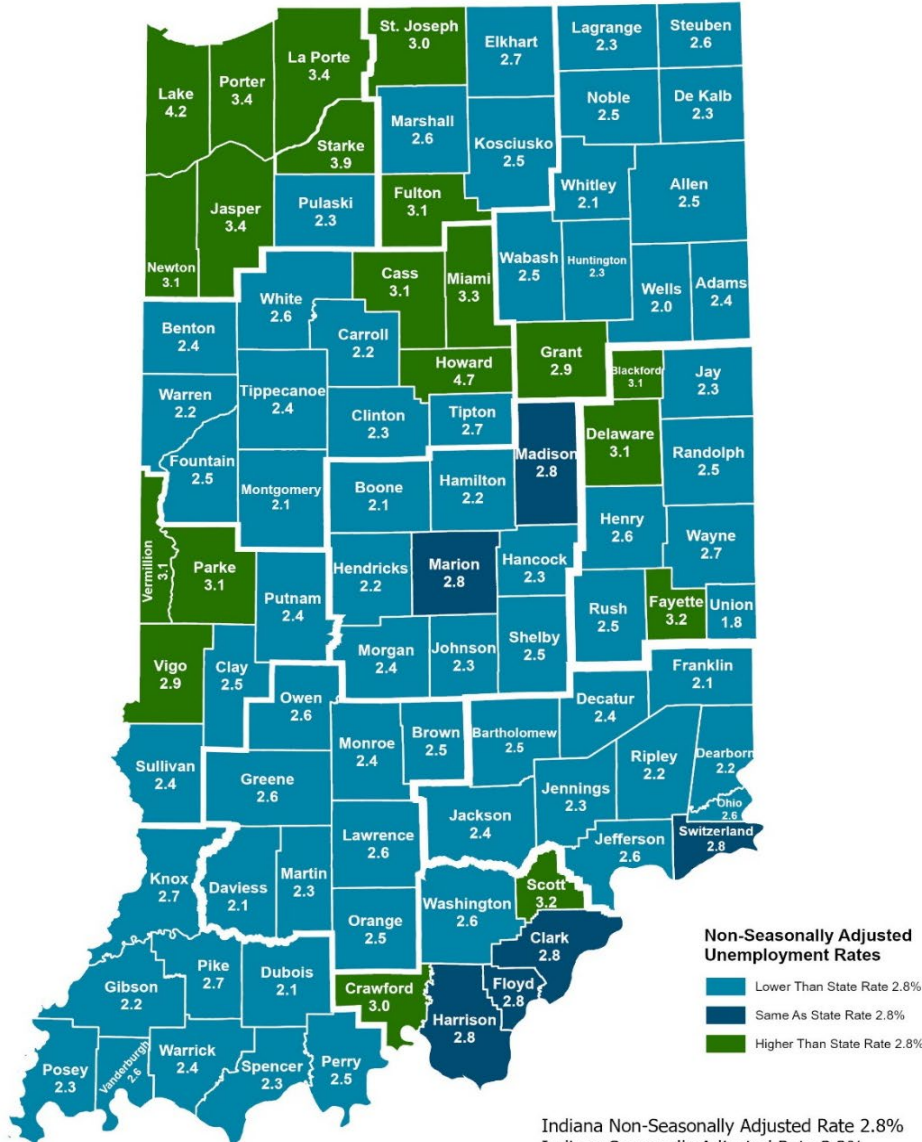 St. Joseph
3.0
Elkhart
2.7
Lagrange
2.3
Steuben
2.6
La Porte
3.4
Porter
3.4
Lake
4.2
Noble
2.5
De Kalb
2.3
Marshall
2.6
Kosciusko
2.5
Starke
3.9
Whitley
2.1
Allen
2.5
Pulaski
2.3
Fulton
3.1
Jasper
3.4
Newton
3.1
Wabash
2.5
Huntington
2.3
Wells
2.0
Adams
2.4
Cass
3.1
Miami
3.3
White
2.6
Carroll
2.2
Benton
2.4
Howard
4.7
Grant
2.9
Blackford
3.1
Jay
2.3
Warren
2.2
Tippecanoe
2.4
Clinton
2.3
Tipton
2.7
Madison
2.8
Delaware
3.1
Randolph
2.5
Fountain
2.5
Montgomery
2.1
Boone
2.1
Hamilton
2.2
Henry
2.6
Wayne
2.7
Vermillion
3.1
Parke
3.1
Putnam
2.4
Hendricks
2.2
Marion
2.8
Hancock
2.3
Rush
2.5
Fayette
3.2
Union
1.8
Vigo
2.9
Clay
2.5
Morgan
2.4
Johnson
2.3
Shelby
2.5
Franklin
2.1
Owen
2.6
Decatur
2.4
Monroe
2.4
Brown
2.5
Bartholomew
2.5
Ripley
2.2
Dearborn
2.2
Sullivan
2.4
Greene
2.6
Jennings
2.3
Ohio
2.6
Jackson
2.4
Lawrence
2.6
Jefferson
2.6
Switzerland
2.8
Knox
2.7
Daviess
2.1
Martin
2.3
Scott
3.2
Washington
2.6
Orange
2.5
Clark
2.8
Pike
2.7
Dubois
2.1
Gibson
2.2
Crawford
3.0
Floyd
2.8
Harrison
2.8
Posey
2.3
Vanderburgh
2.6
Warrick
2.4
Spencer
2.3
Perry
2.5
Non-Seasonally Adjusted
Unemployment Rates
Lower Than State Rate 2.8%
Same As State Rate 2.8%
Higher Than State Rate 2.8%
Indiana Non-Seasonally Adjusted Rate 2.8%